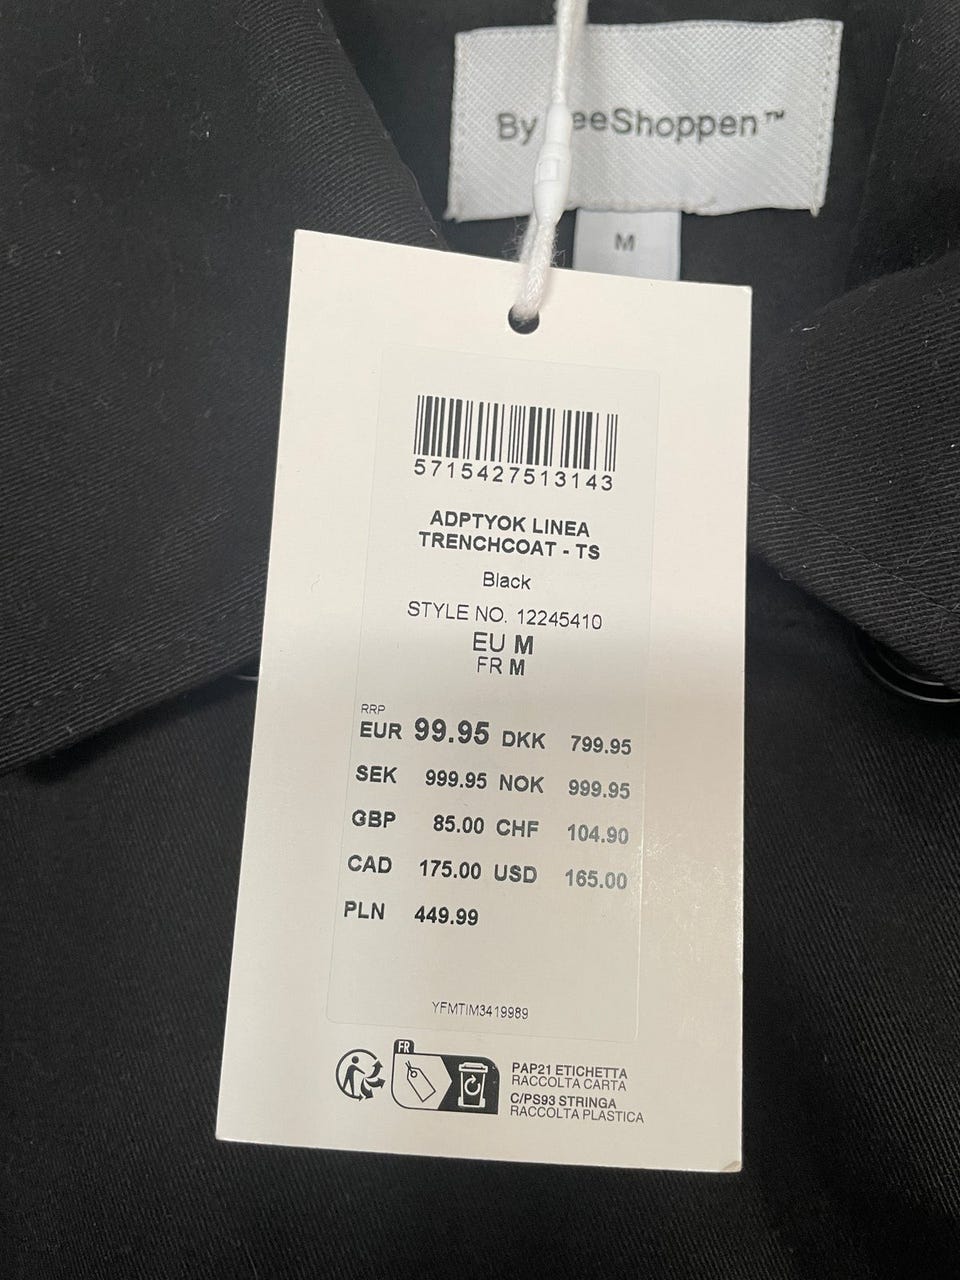 By eeShoppen™
M
5715427513143
ADPTYOK LINEA
TRENCHCOAT - TS
Black
STYLE NO. 12245410
EU M
FR M
RRP
EUR 99.95 DKK 799.95
SEK 999.95 NOK 999.95
GBP 85.00 CHF 104.90
CAD 175.00 USD 165.00
PLN 449.99
YFMTIM3419989
FR
PAP21 ETICHETTA
RACCOLTA CARTA
C/PS93 STRINGA
RACCOLTA PLASTICA